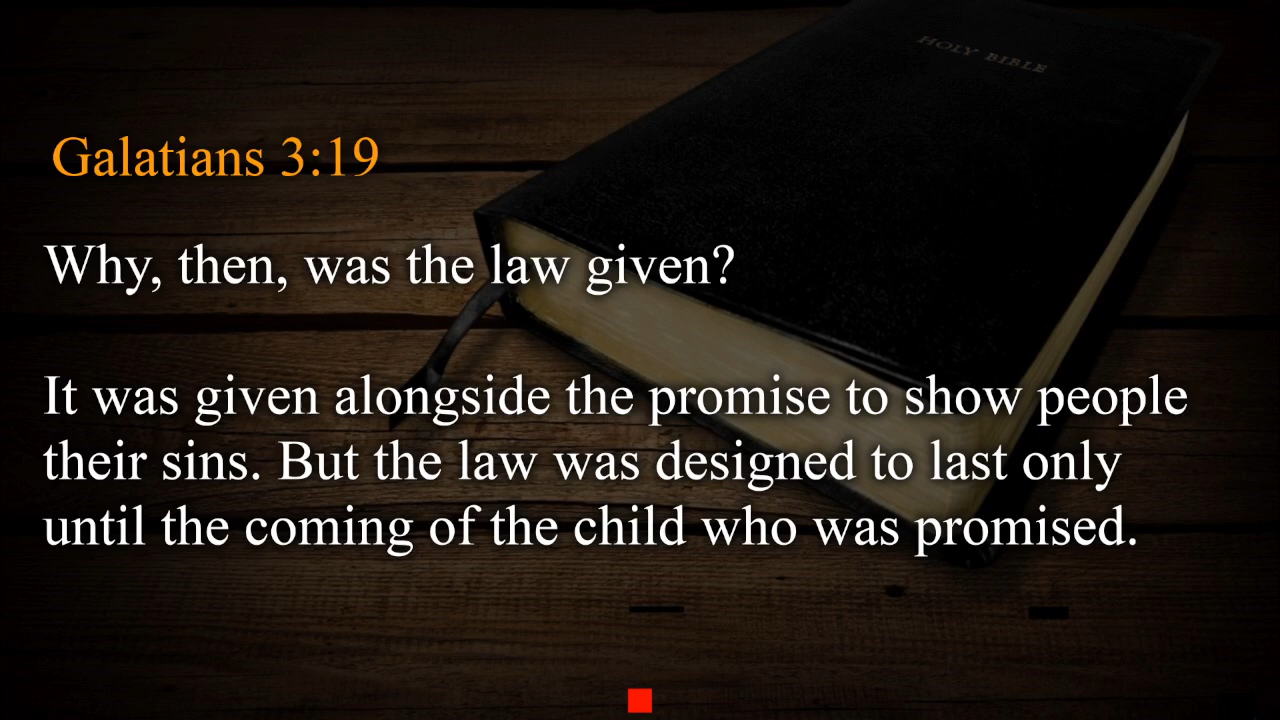 HOLY BIBLE
Galatians 3:19
Why, then, was the law given?
It was given alongside the promise to show people
their sins. But the law was designed to last only
until the coming of the child who was promised.